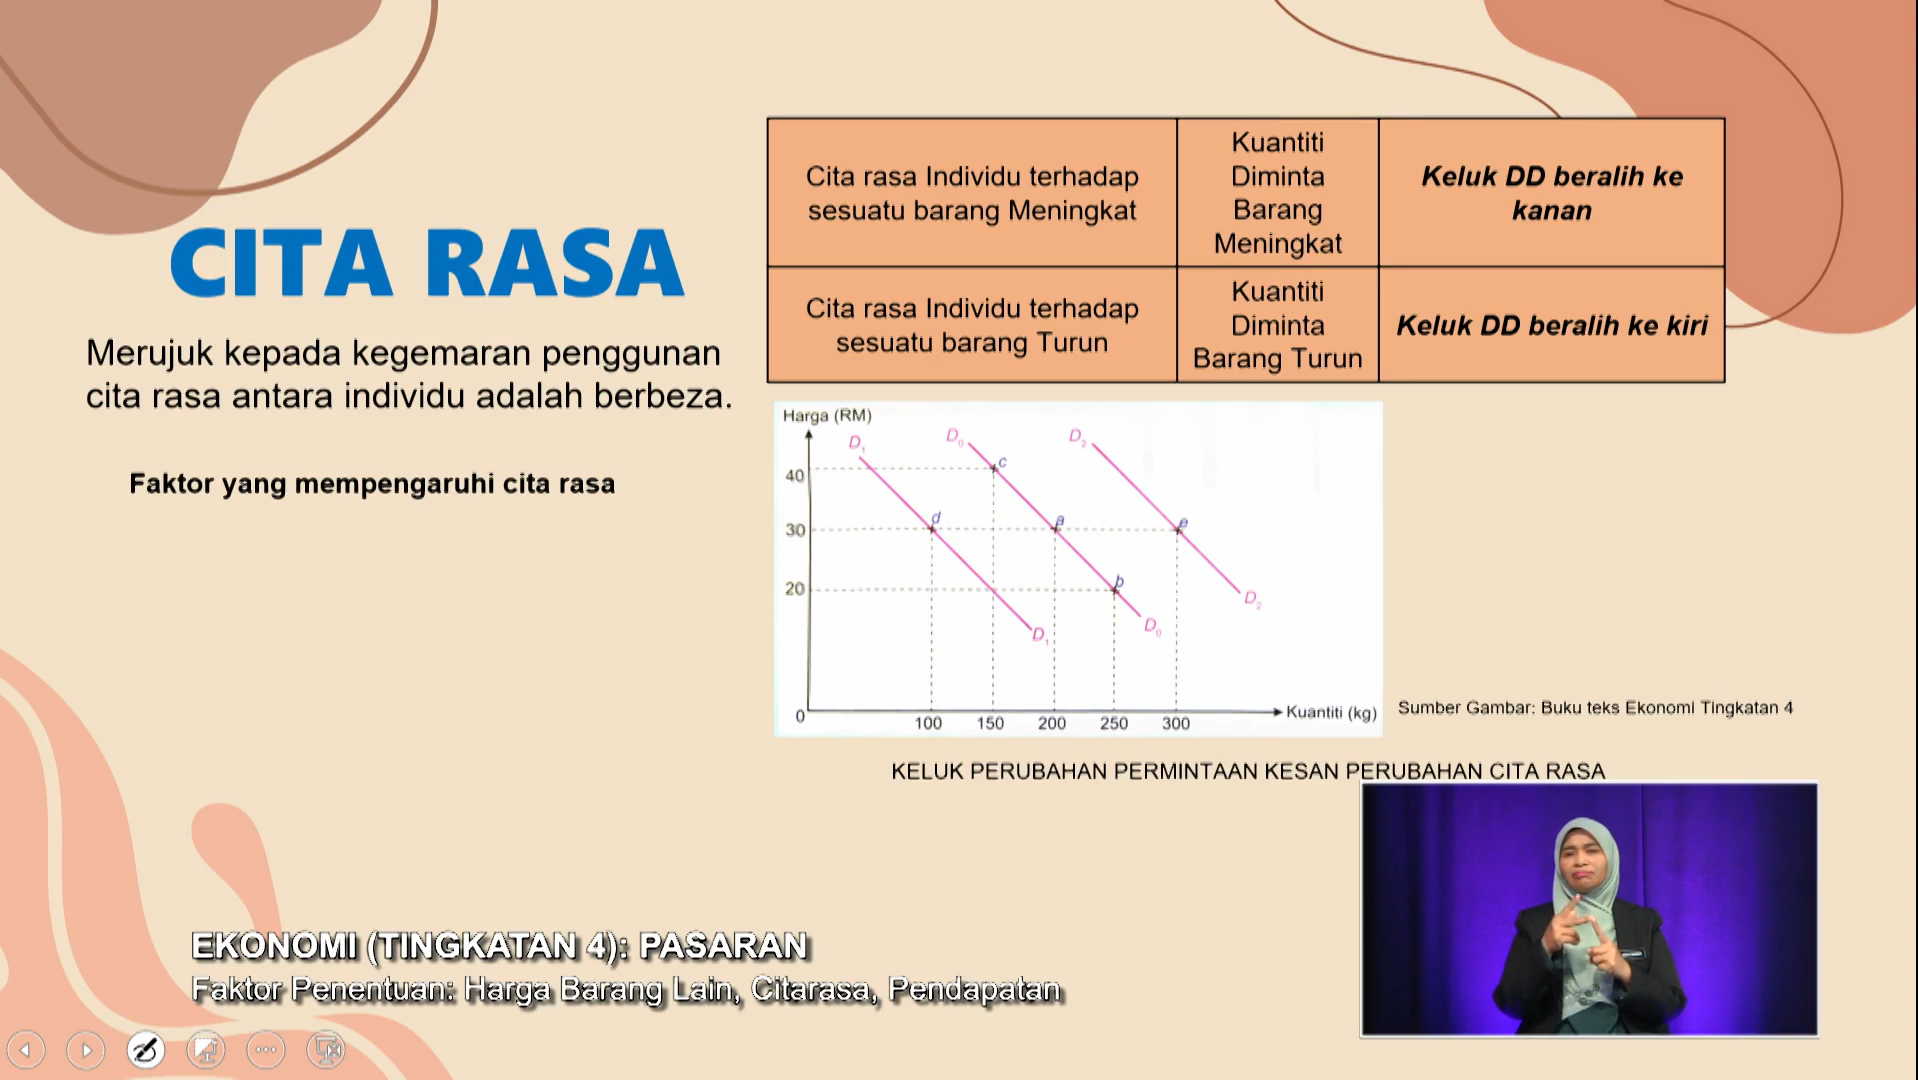 CITA RASA
Merujuk kepada kegemaran penggunan
cita rasa antara individu adalah berbeza.
Faktor yang mempengaruhi cita rasa
Cita rasa Individu terhadap
sesuatu barang Meningkat
Kuantiti
Diminta
Barang
Meningkat
Keluk DD beralih ke
kanan
Cita rasa Individu terhadap
sesuatu barang Turun
Kuantiti
Diminta
Barang Turun
Keluk DD beralih ke kiri
Harga (RM)
D₁
D₀
D₂
c
40
d
a
e
30
b
20
D₂
D₀
D₁
0
100
150
200
250
300
Kuantiti (kg)
Sumber Gambar: Buku teks Ekonomi Tingkatan 4
KELUK PERUBAHAN PERMINTAAN KESAN PERUBAHAN CITA RASA
EKONOMI (TINGKATAN 4): PASARAN
Faktor Penentuan: Harga Barang Lain, Citarasa, Pendapatan